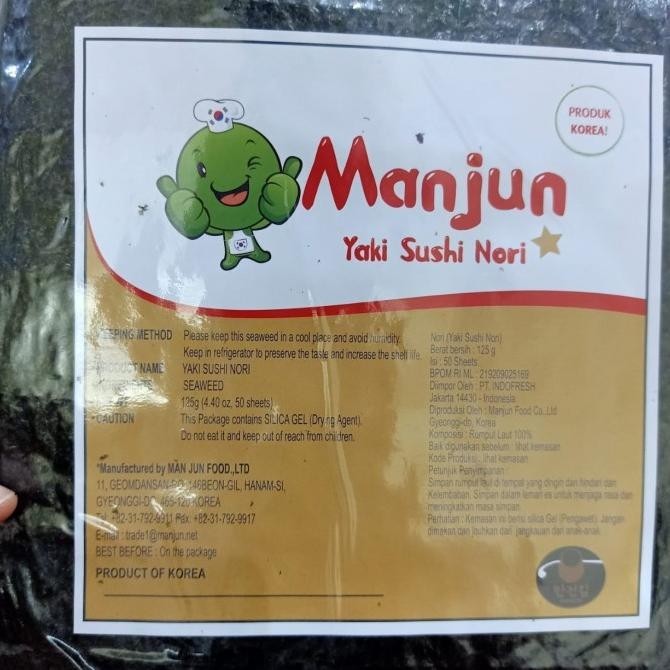 PRODUK
KOREA!
Manjun
Yaki Sushi Nori
KEEPING METHOD Please keep this seaweed in a cool place and avoid humidity.
Keep in refrigerator to preserve the taste and increase the shelf life.
PRODUCT NAME YAKI SUSHI NORI
SEAWEED
125g (4.40 oz, 50 sheets)
CAUTION This Package contains SILICA GEL (Drying Agent).
Do not eat it and keep out of reach from children.
*Manufactured by MAN JUN FOOD.,LTD
11, GEOMDANSAN-RO, 146BEON-GIL, HANAM-SI,
GYEONGGI-DO, 465-120 KOREA
Tel. +82-31-792-9911 Fax. +82-31-792-9917
E-mail : trade1@manjun.net
BEST BEFORE : On the package
PRODUCT OF KOREA
Nori (Yaki Sushi Nori)
Berat bersih : 125 g
Isi : 50 Sheets
BPOM RI ML : 219209025169
Diimpor Oleh : PT. INDOFRESH
Jakarta 14430 - Indonesia
Diproduksi Oleh : Manjun Food Co.,Ltd
Gyeonggi-do, Korea
Komposisi : Rumput Laut 100%
Baik digunakan sebelum : lihat kemasan
Kode Produksi : lihat kemasan
Petunjuk Penyimpanan :
Simpan rumput laut di tempat yang dingin dan hindari dari
Kelembaban. Simpan dalam lemari es untuk menjaga rasa dan
meningkatkan masa simpan.
Perhatian : Kemasan ini berisi silica Gel (Pengawet). Jangan
dimakan dan jauhkan dari jangkauan dari anak-anak.